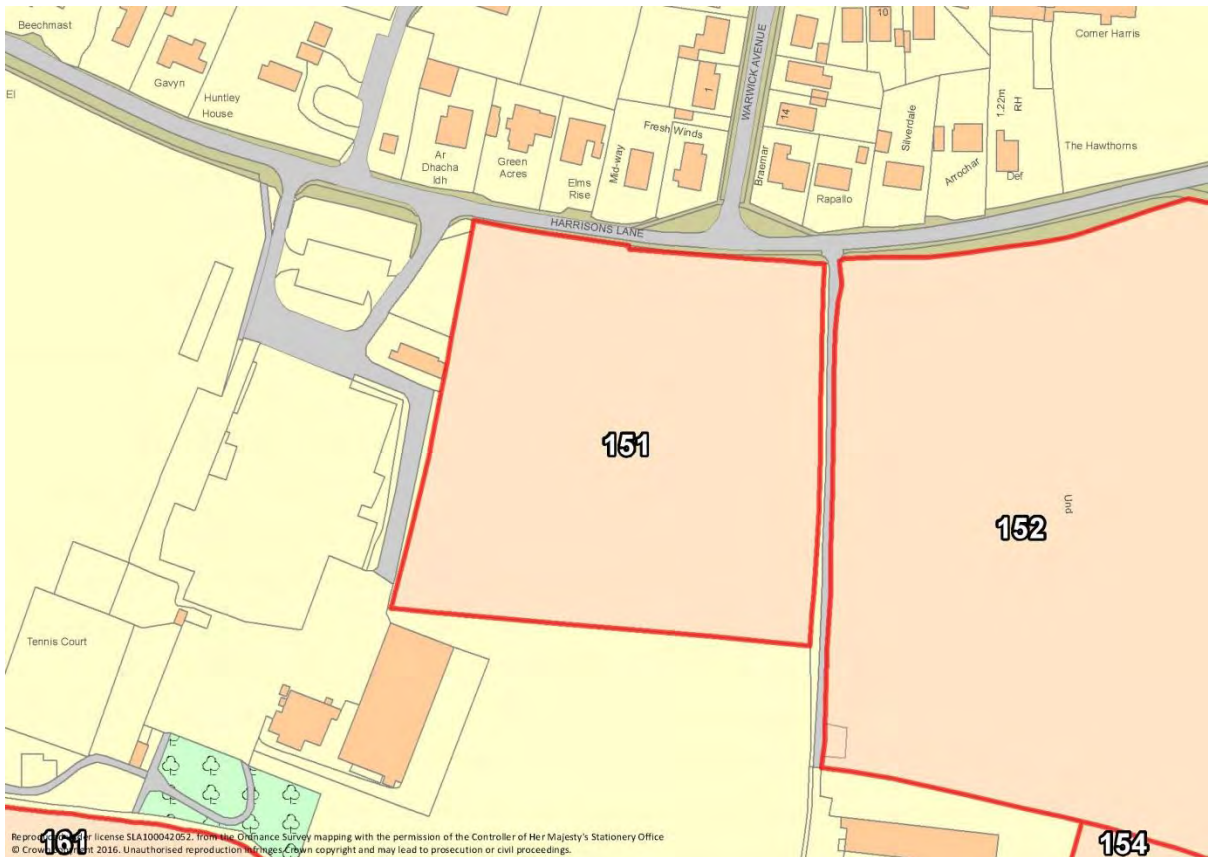 Beechmast
Gavyn
El
Huntley
House
Ar
Dhacha
idh
Green
Acres
Elms
Rise
Mid-way
Fresh Winds
1
WARWICK AVENUE
10
14
Braemar
Rapallo
Silverdale
Arrochar
1.22m
RH
Def
Corner Harris
The Hawthorns
HARRISONS LANE
151
152
Und
Tennis Court
161
154
Reproduced under license SLA100042052. from the Ordnance Survey mapping with the permission of the Controller of Her Majesty's Stationery Office
© Crown copyright 2016. Unauthorised reproduction infringes Crown copyright and may lead to prosecution or civil proceedings.